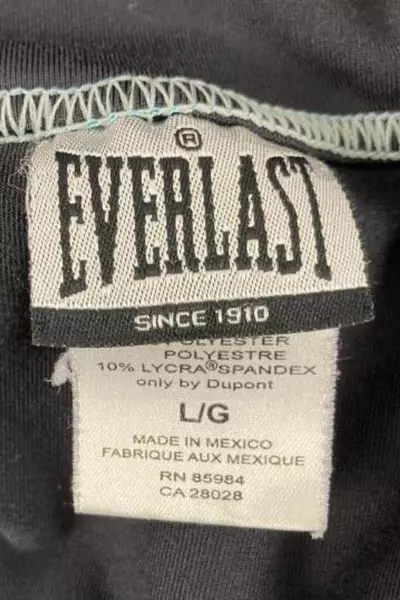 ®
EVERLAST
SINCE 1910
POLYESTER
POLYESTRE
10% LYCRA® SPANDEX
only by Dupont
L/G
MADE IN MEXICO
FABRIQUE AUX MEXIQUE
RN 85984
CA 28028